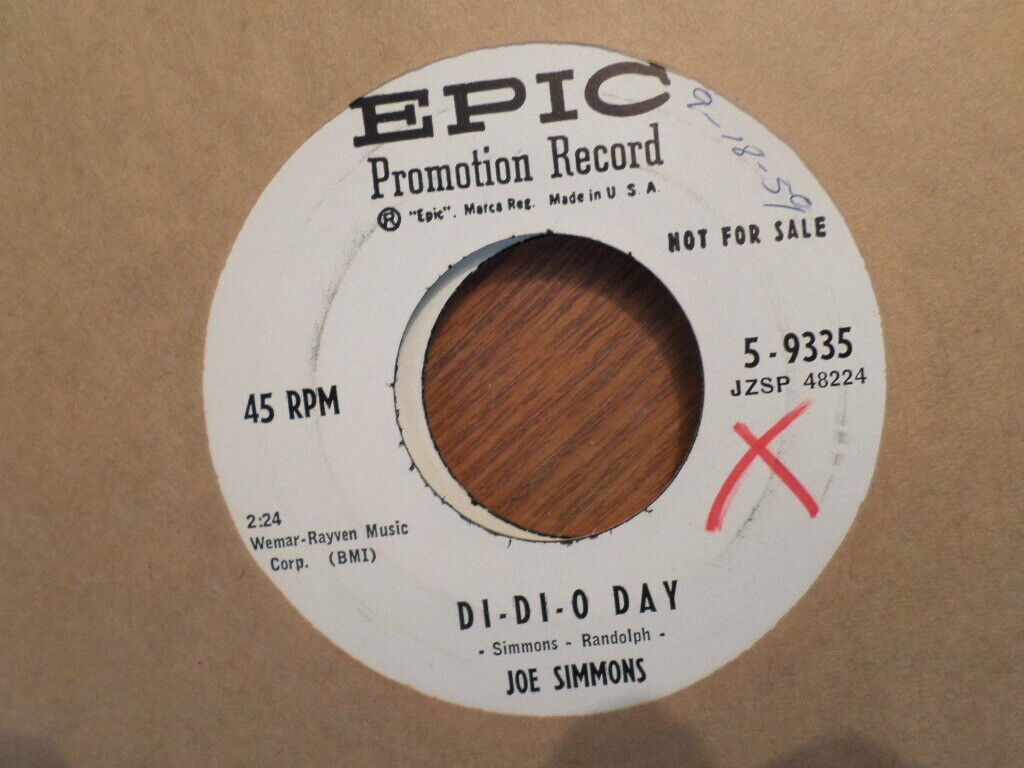 EPIC
Promotion Record
® "Epic". Marca Reg. Made in U S. A.
9-18-59
NOT FOR SALE
5-9335
JZSP 48224
45 RPM
X
2:24
Wemar-Rayven Music
Corp. (BMI)
DI-DI-O DAY
- Simmons - Randolph -
JOE SIMMONS